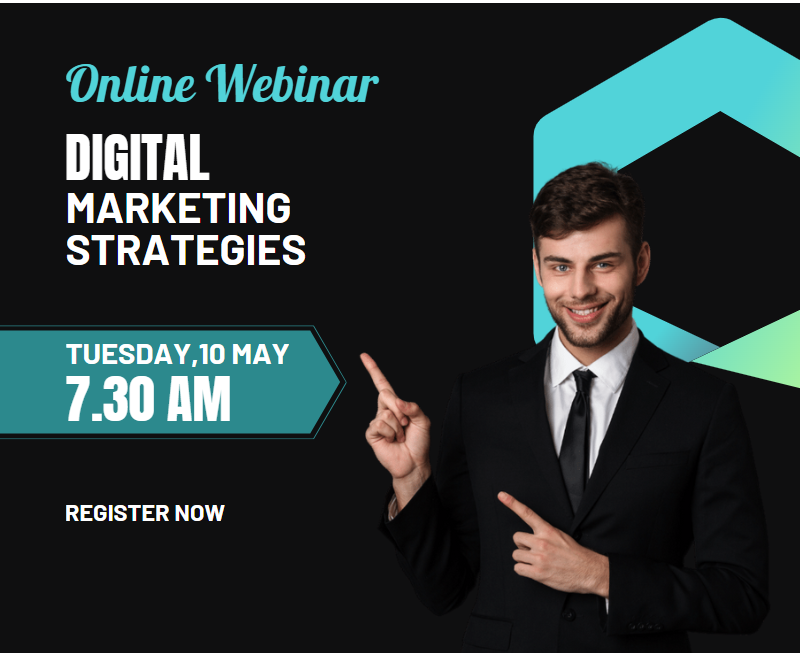 Online Webinar
DIGITAL
MARKETING
STRATEGIES
TUESDAY,10 MAY
7.30 AM
REGISTER NOW